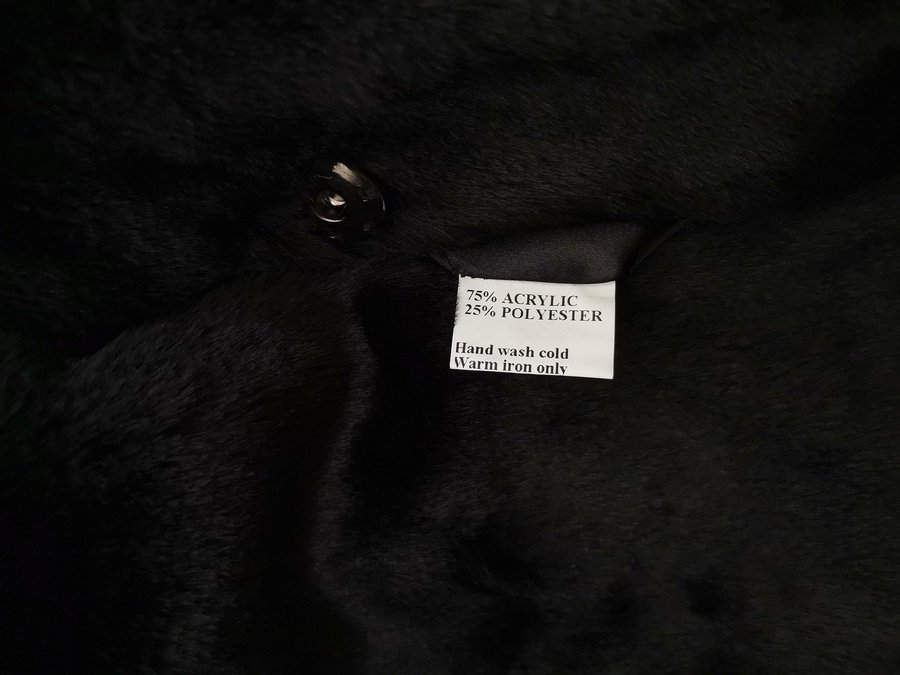 75% ACRYLIC
25% POLYESTER
Hand wash cold
Warm iron only